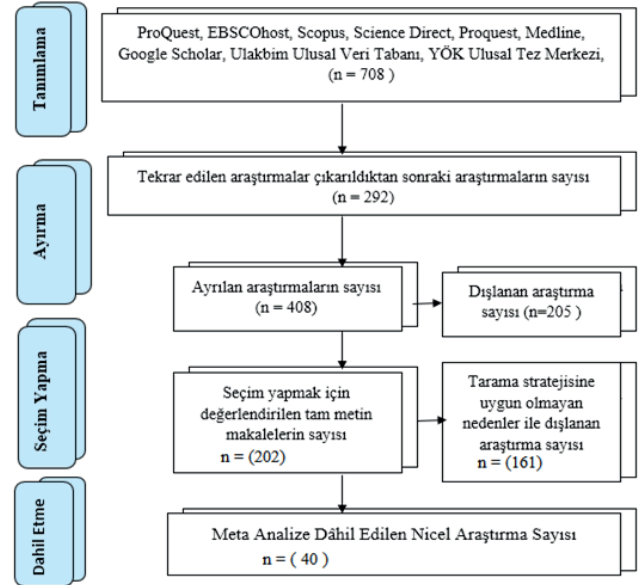 Tanımlama
ProQuest, EBSCOhost, Scopus, Science Direct, Proquest, Medline,
Google Scholar, Ulakbim Ulusal Veri Tabanı, YÖK Ulusal Tez Merkezi,
(n = 708 )
Ayırma
Tekrar edilen araştırmalar çıkarıldıktan sonraki araştırmaların sayısı
(n = 292)
Ayrılan araştırmaların sayısı
(n = 408)
Dışlanan araştırma
sayısı (n=205 )
Seçim Yapma
Seçim yapmak için
değerlendirilen tam metin
makalelerin sayısı
n = (202)
Tarama stratejisine
uygun olmayan
nedenler ile dışlanan
araştırma sayısı
n = (161)
Dahil Etme
Meta Analize Dâhil Edilen Nicel Araştırma Sayısı
n = ( 40 )